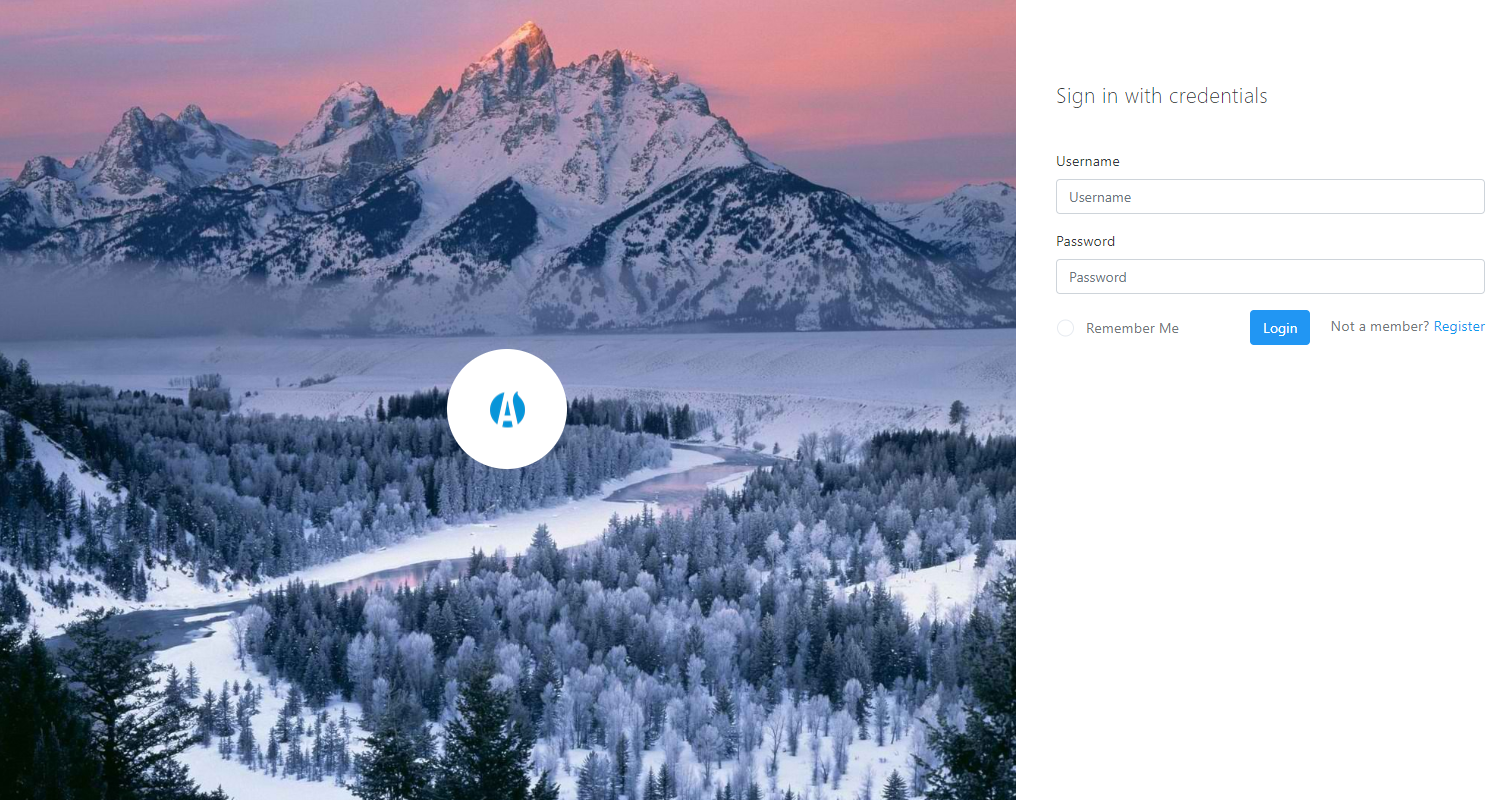 Sign in with credentials
Username
Username
Password
Password
Remember Me
Login
Not a member? Register